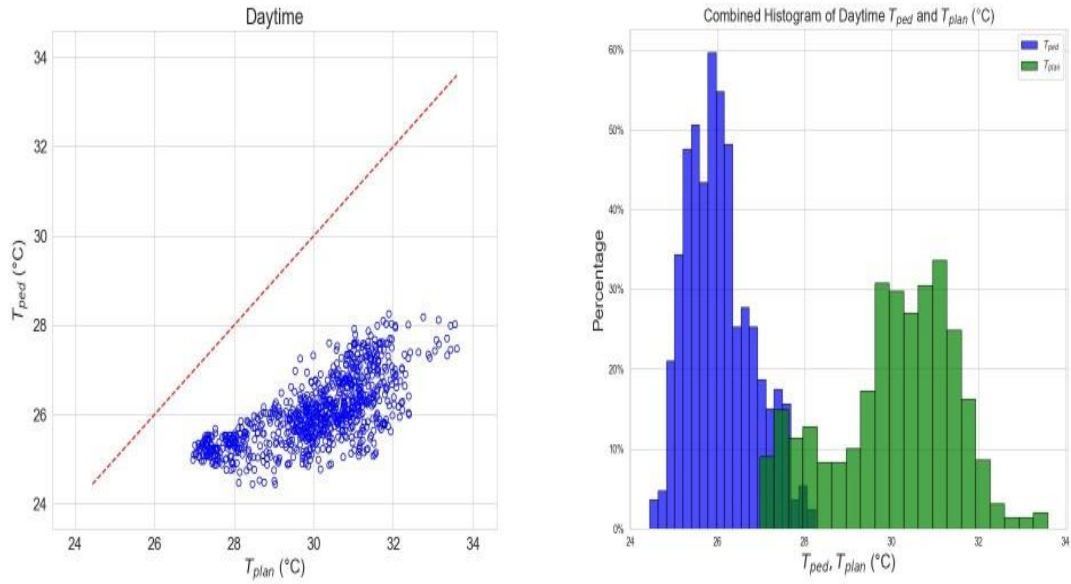 Daytime
34
32
30
28
26
24
T_ped (°C)
24 26 28 30 32 34
T_plan (°C)
Combined Histogram of Daytime T_ped and T_plan (°C)
T_ped
T_plan
60%
50%
40%
30%
20%
10%
0%
Percentage
24 26 28 30 32 34
T_ped, T_plan (°C)